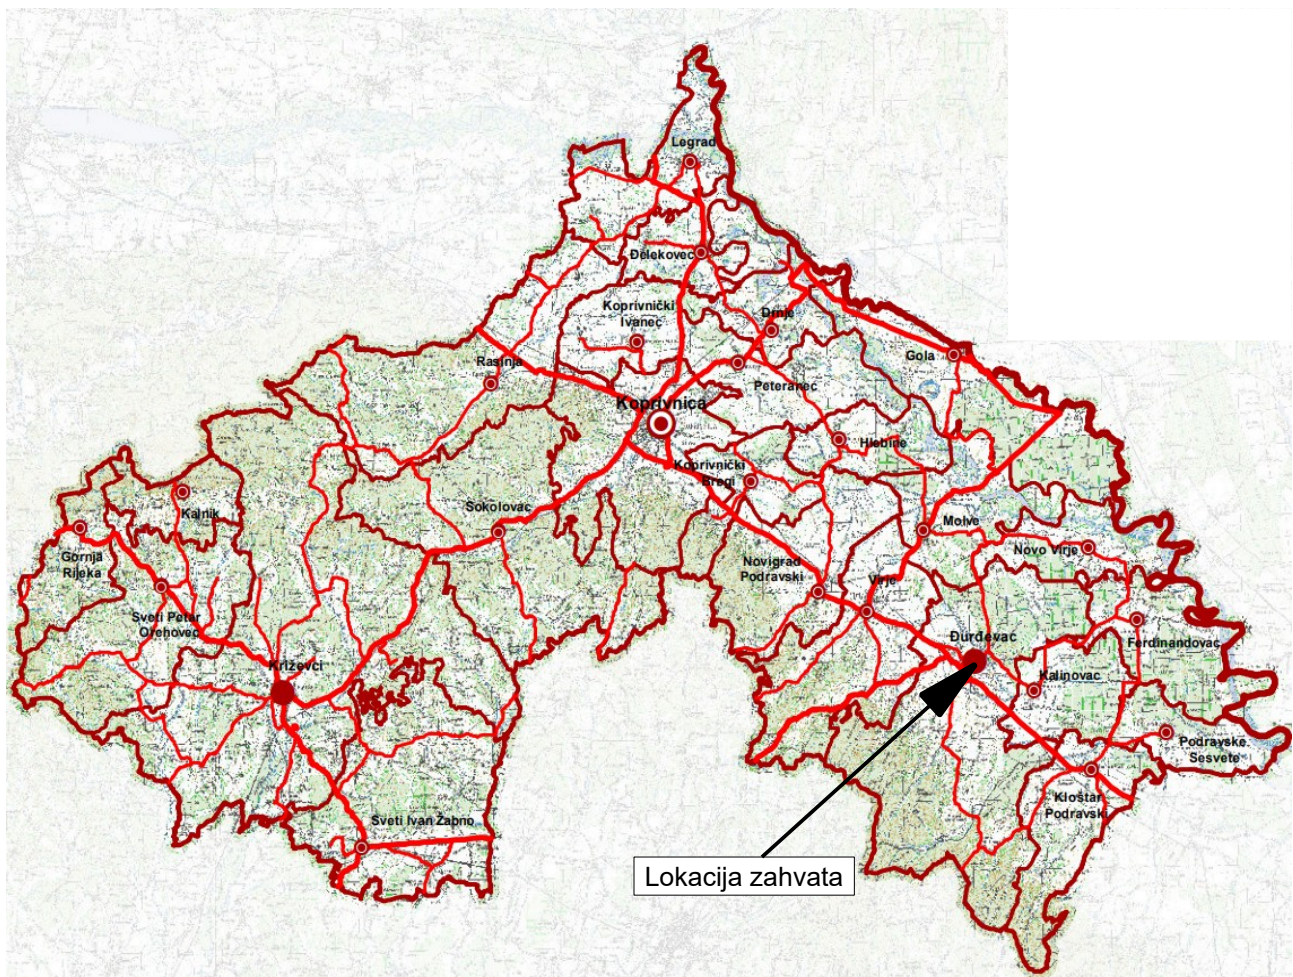 Legrad
Đelekovec
Koprivnički
Ivanec
Drnje
Gola
Rasinja
Peteranec
Koprivnica
Hlebine
Koprivnički
Bregi
Kalnik
Sokolovac
Molve
Gornja
Rijeka
Novo Virje
Novigrad
Podravski
Virje
Sveti Petar
Orehovec
Đurđevac
Ferdinandovac
Križevci
Kalinovac
Podravske
Sesvete
Kloštar
Podravski
Sveti Ivan Žabno
Lokacija zahvata